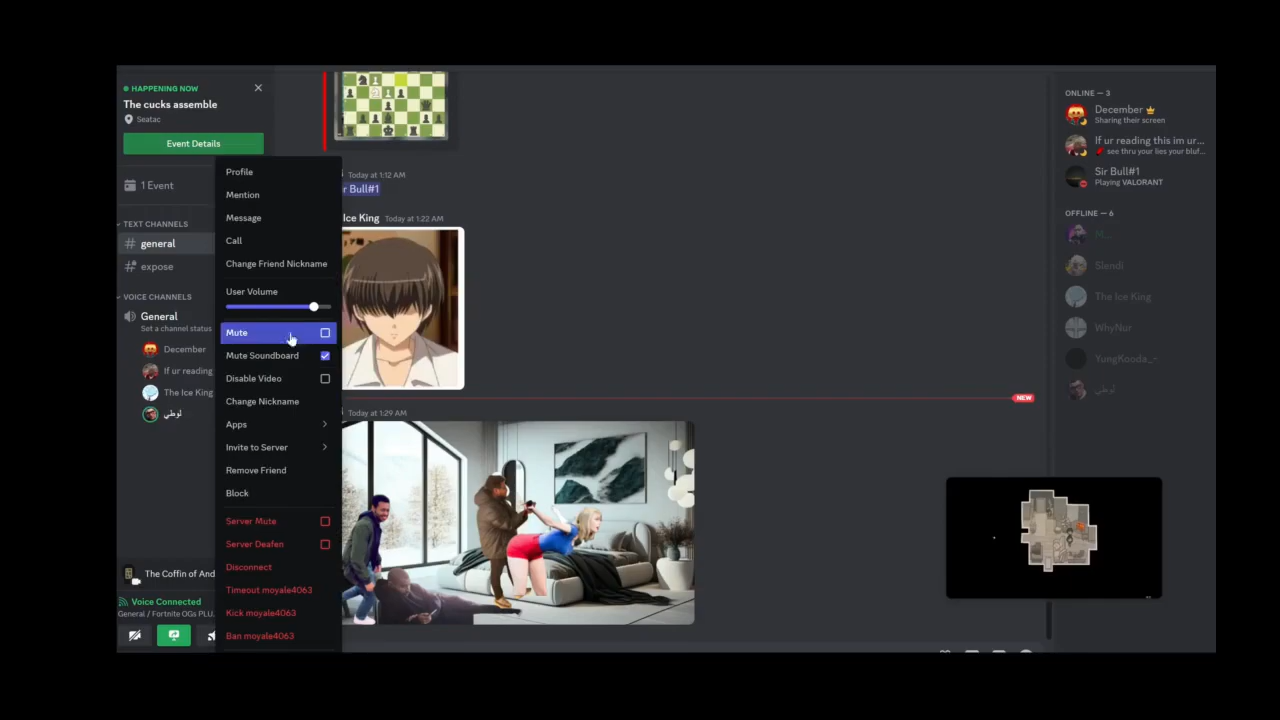 HAPPENING NOW
The cucks assemble
Seatac
Event Details
1 Event
TEXT CHANNELS
general
expose
VOICE CHANNELS
General
Set a channel status
December
If ur reading
The Ice King
لوطي
The Coffin of And
Voice Connected
General / Fortnite OGs PLU.
Profile
Mention
Message
Call
Change Friend Nickname
User Volume
Mute
Mute Soundboard
Disable Video
Change Nickname
Apps
Invite to Server
Remove Friend
Block
Server Mute
Server Deafen
Disconnect
Timeout moyale4063
Kick moyale4063
Ban moyale4063
Today at 1:12 AM
ir Bull#1
Ice King Today at 1:22 AM
NEW
Today at 1:29 AM
ONLINE — 3
December
Sharing their screen
If ur reading this im ur...
see thru your lies your bluf...
Sir Bull#1
Playing VALORANT
OFFLINE — 6
Slendi
The Ice King
WhyNur
YungKooda_~
لوطي